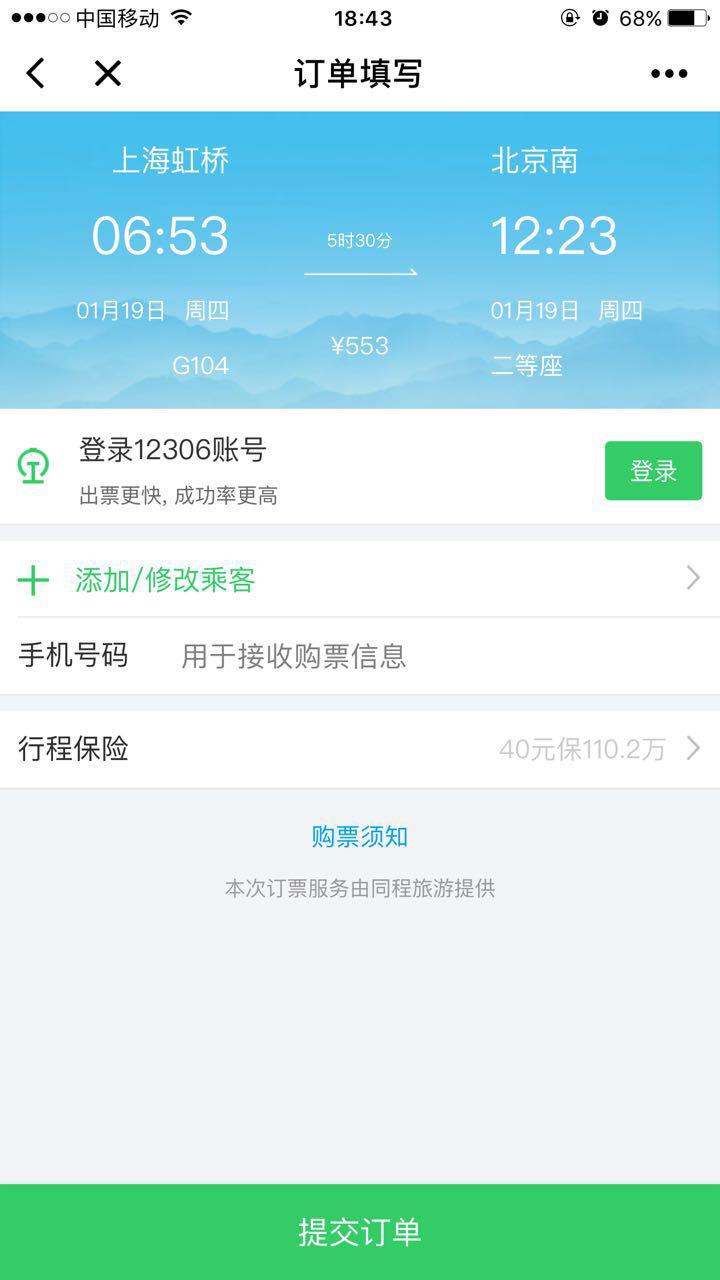 中国移动 18:43 68%
订单填写
上海虹桥 北京南
06:53 5时30分 12:23
01月19日 周四 01月19日 周四
¥553
G104 二等座
登录12306账号
出票更快, 成功率更高
登录
添加/修改乘客
手机号码 用于接收购票信息
行程保险 40元保110.2万
购票须知
本次订票服务由同程旅游提供
提交订单